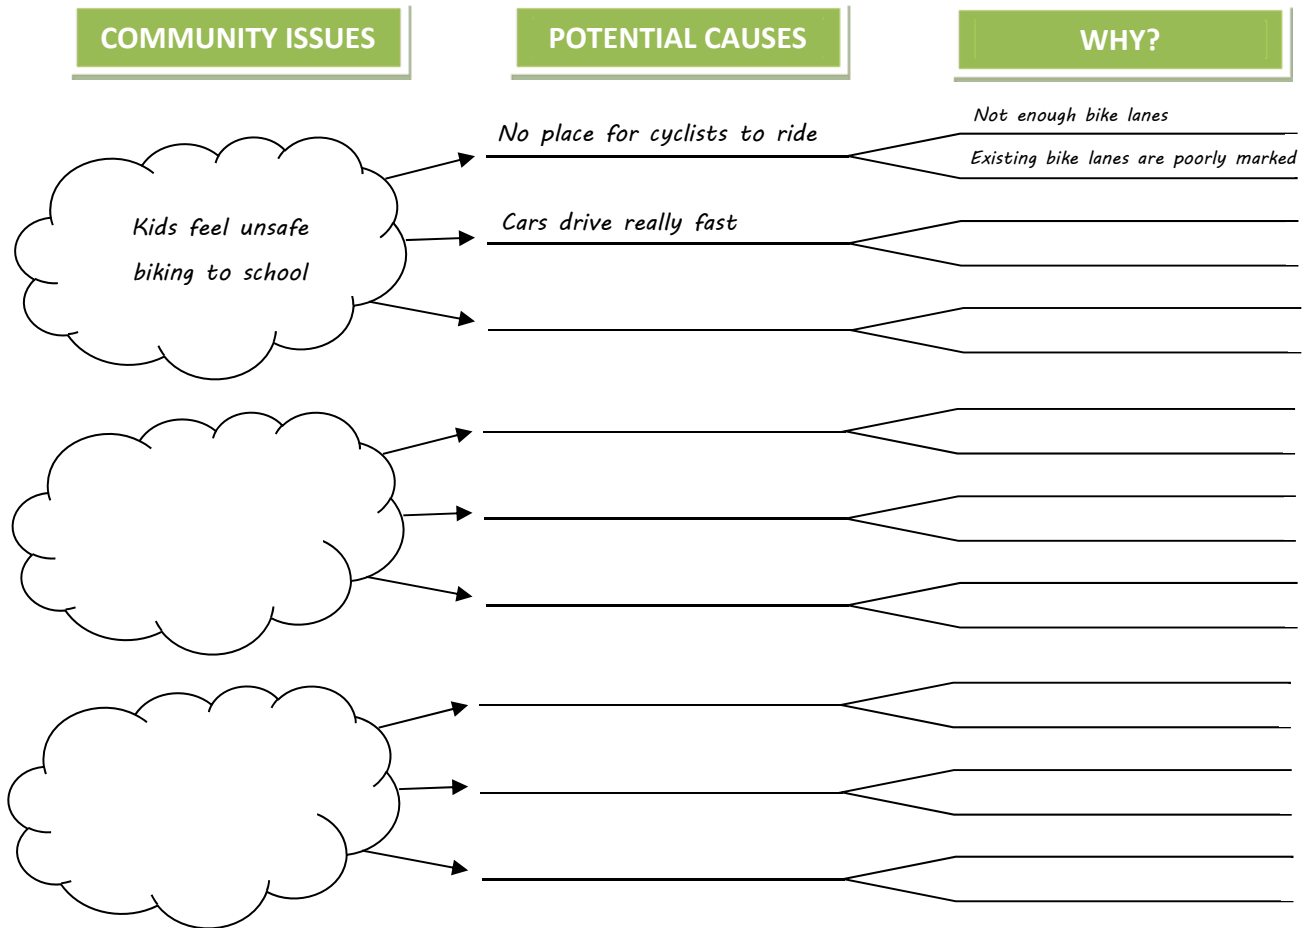 COMMUNITY ISSUES
POTENTIAL CAUSES
WHY?
Kids feel unsafe
biking to school
No place for cyclists to ride
Not enough bike lanes
Existing bike lanes are poorly marked
Cars drive really fast